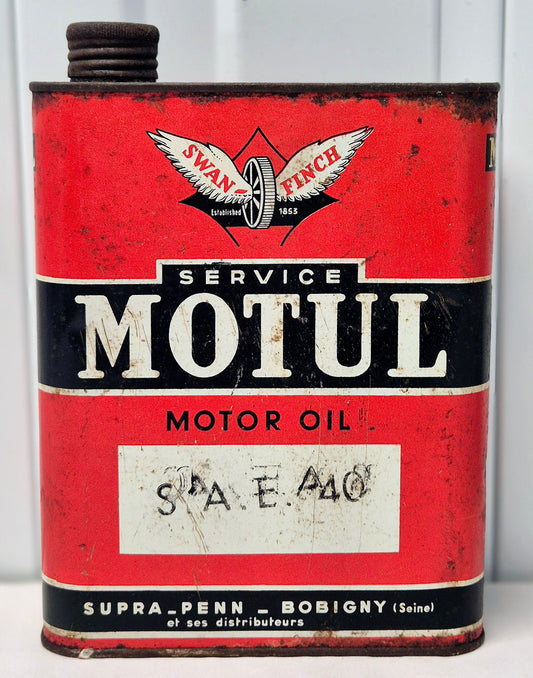 SWAN-FINCH
Established 1853
SERVICE
MOTUL
MOTOR OIL
S.A.E. 40
SUPRA_PENN _ BOBIGNY (Seine)
et ses distributeurs